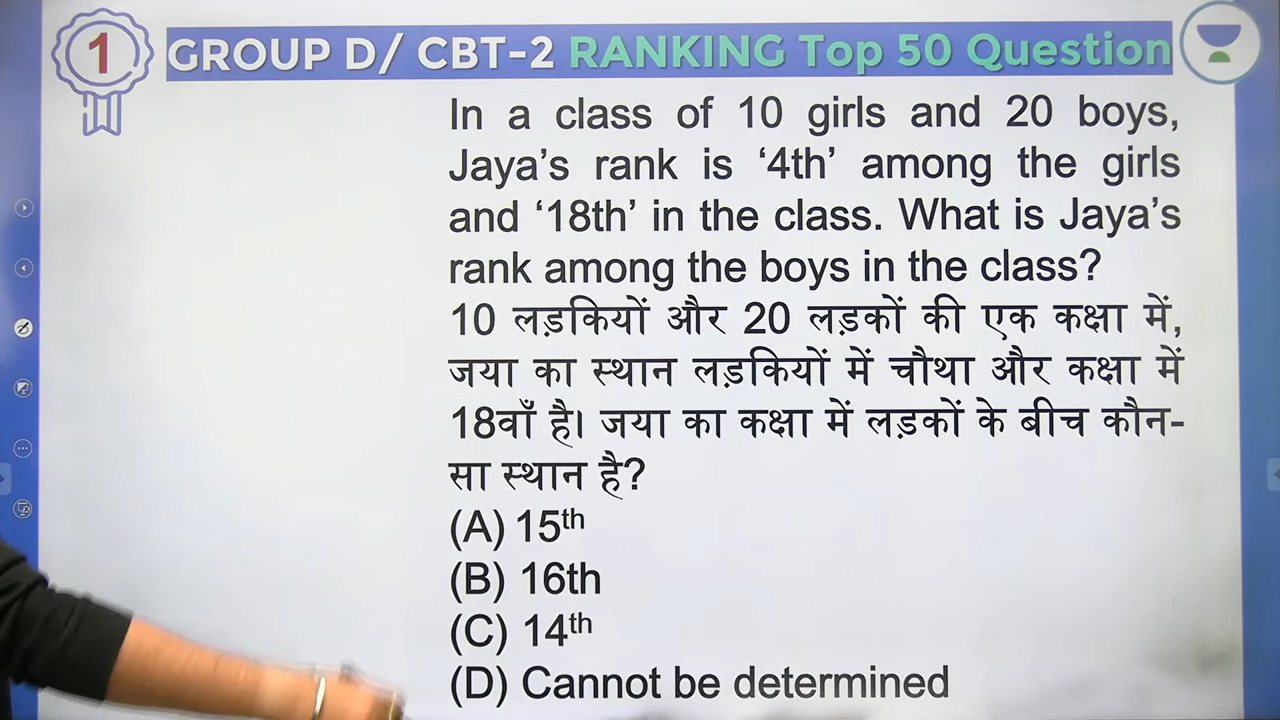 1
GROUP D/ CBT-2 RANKING Top 50 Question
In a class of 10 girls and 20 boys,
Jaya’s rank is ‘4th’ among the girls
and ‘18th’ in the class. What is Jaya’s
rank among the boys in the class?
10 लड़कियों और 20 लड़कों की एक कक्षा में,
जया का स्थान लड़कियों में चौथा और कक्षा में
18वाँ है। जया का कक्षा में लड़कों के बीच कौन-
सा स्थान है?
(A) 15th
(B) 16th
(C) 14th
(D) Cannot be determined